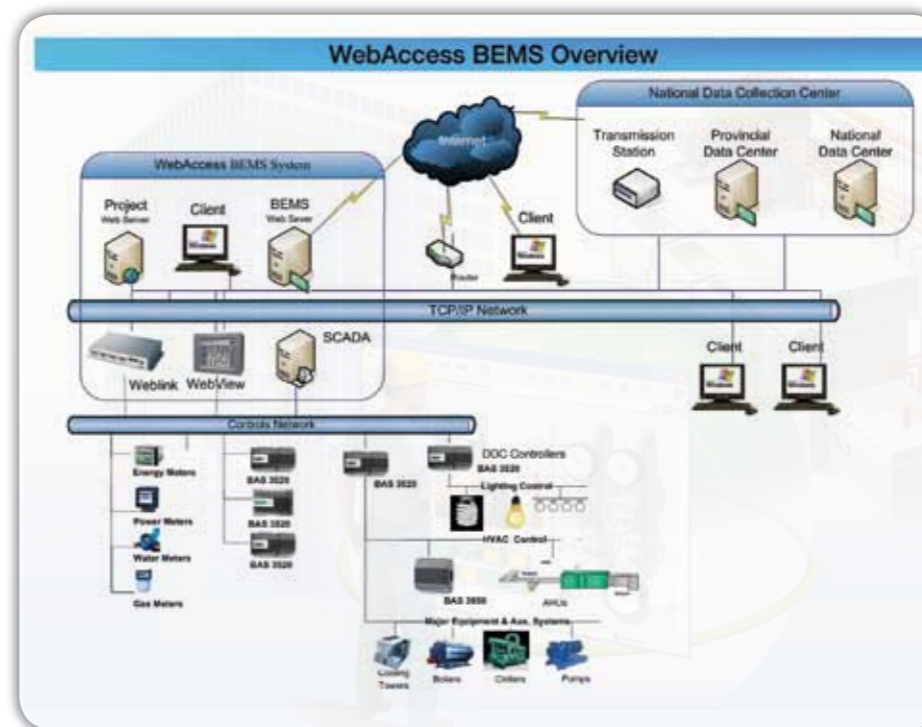 WebAccess BEMS Overview
National Data Collection Center
Transmission
Station
Provincial
Data Center
National
Data Center
Internet
WebAccess BEMS System
Project
Web Server
Client
BEMS
Web Sever
Router
Client
TCP/IP Network
Weblink
WebView
SCADA
Client
Client
Controls Network
Energy Meters
Power Meters
Water Meters
Gas Meters
BAS 3520
BAS 3520
BAS 3520
BAS 3520
DDC Controllers
BAS 3520
Lighting Control
HVAC Control
AHUs
Major Equipment & Aux. Systems
Cooling
Towers
Boilers
Chillers
Pumps